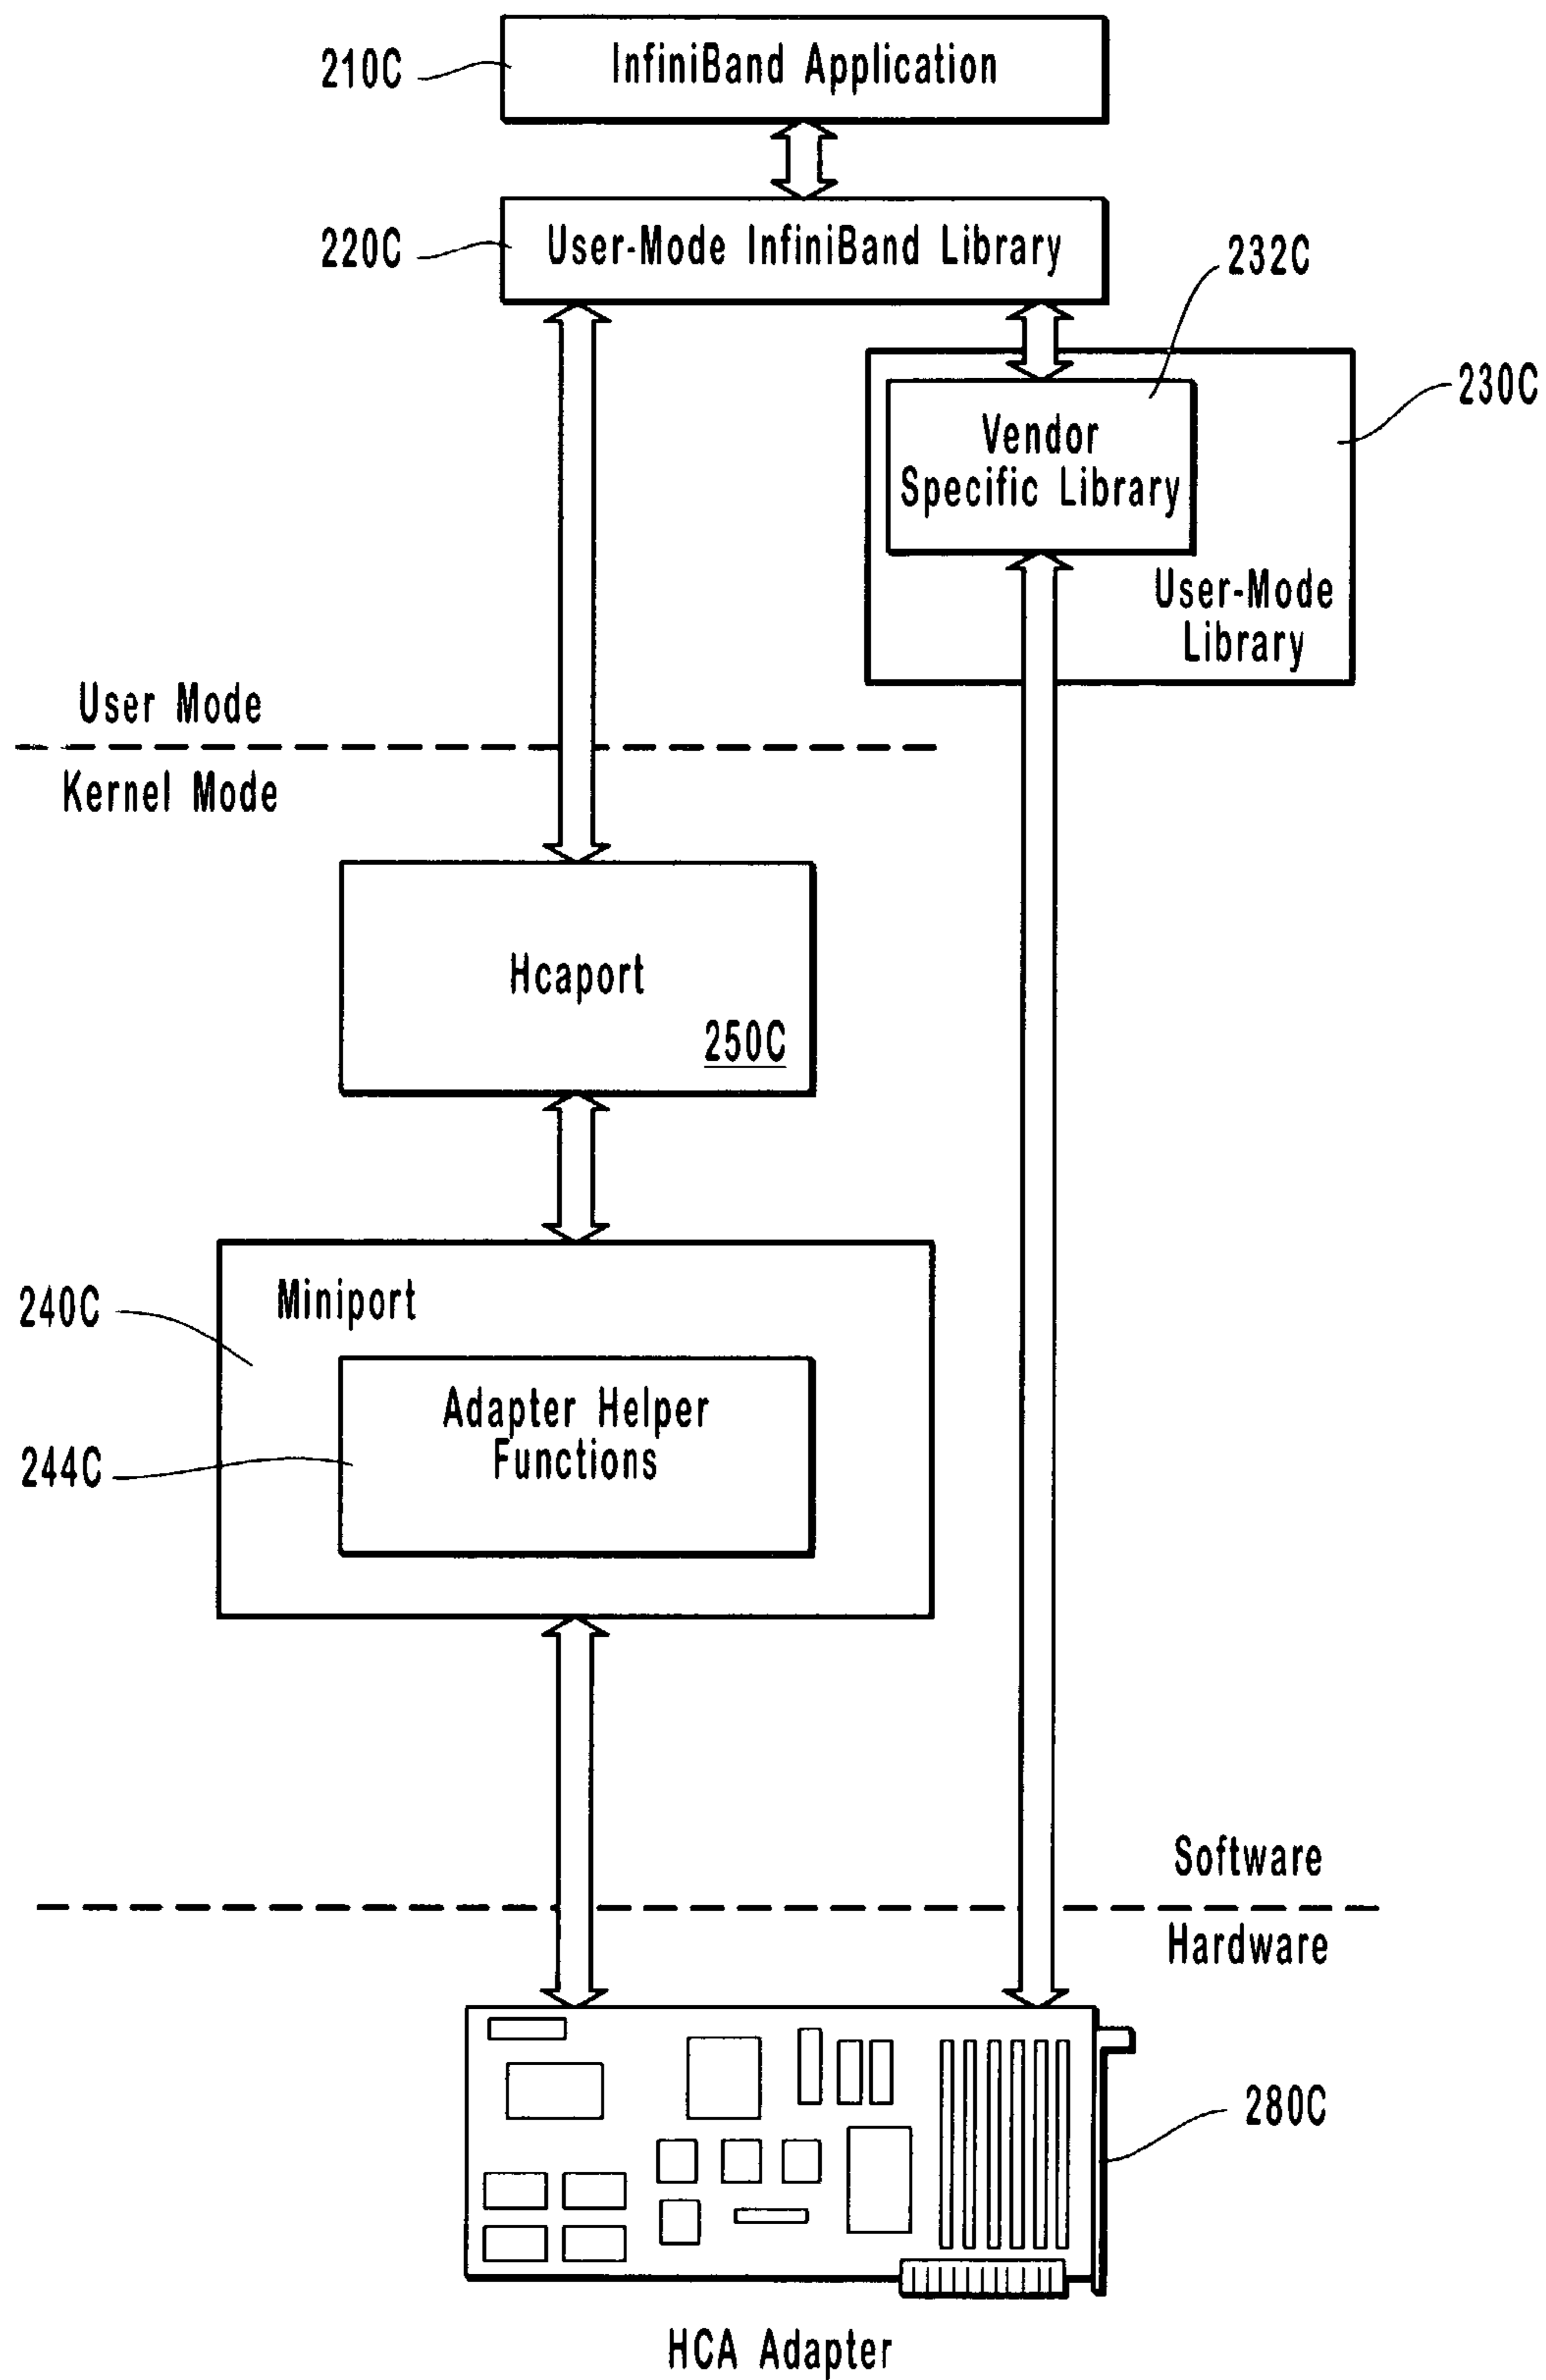 210C
InfiniBand Application
220C
User-Mode InfiniBand Library
232C
230C
Vendor
Specific Library
User-Mode
Library
User Mode
Kernel Mode
Hcaport
250C
240C
Miniport
244C
Adapter Helper
Functions
Software
Hardware
280C
HCA Adapter